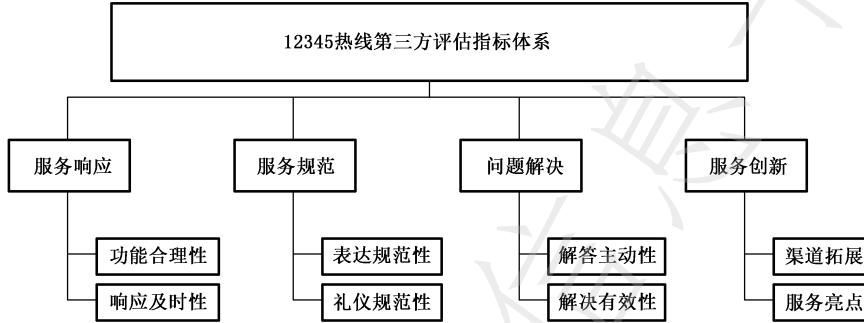 12345热线第三方评估指标体系
服务响应
服务规范
问题解决
服务创新
功能合理性
表达规范性
解答主动性
渠道拓展
响应及时性
礼仪规范性
解决有效性
服务亮点